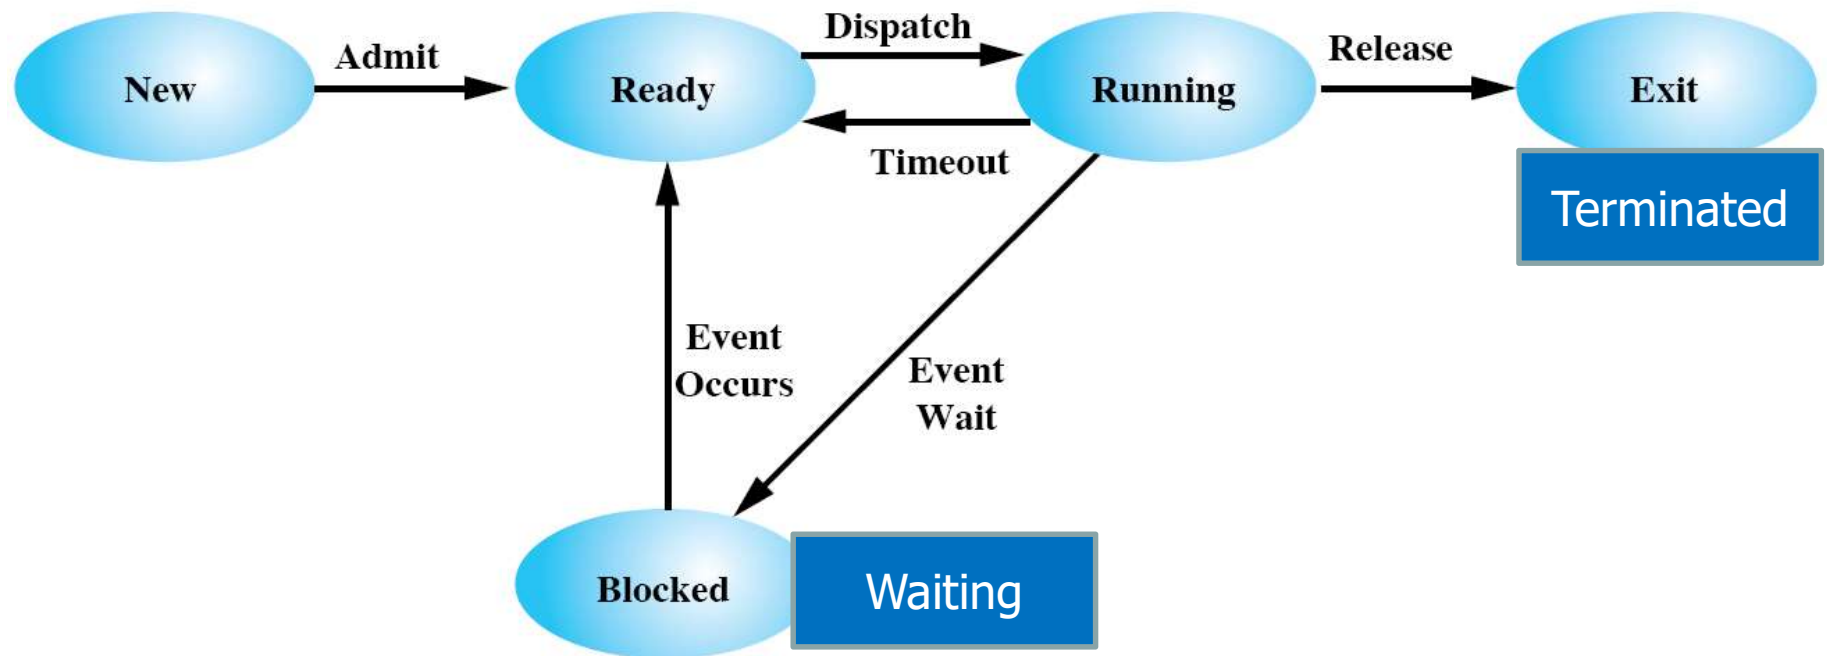 Admit
Dispatch
Release
New
Ready
Running
Exit
Timeout
Terminated
Event
Occurs
Event
Wait
Blocked
Waiting